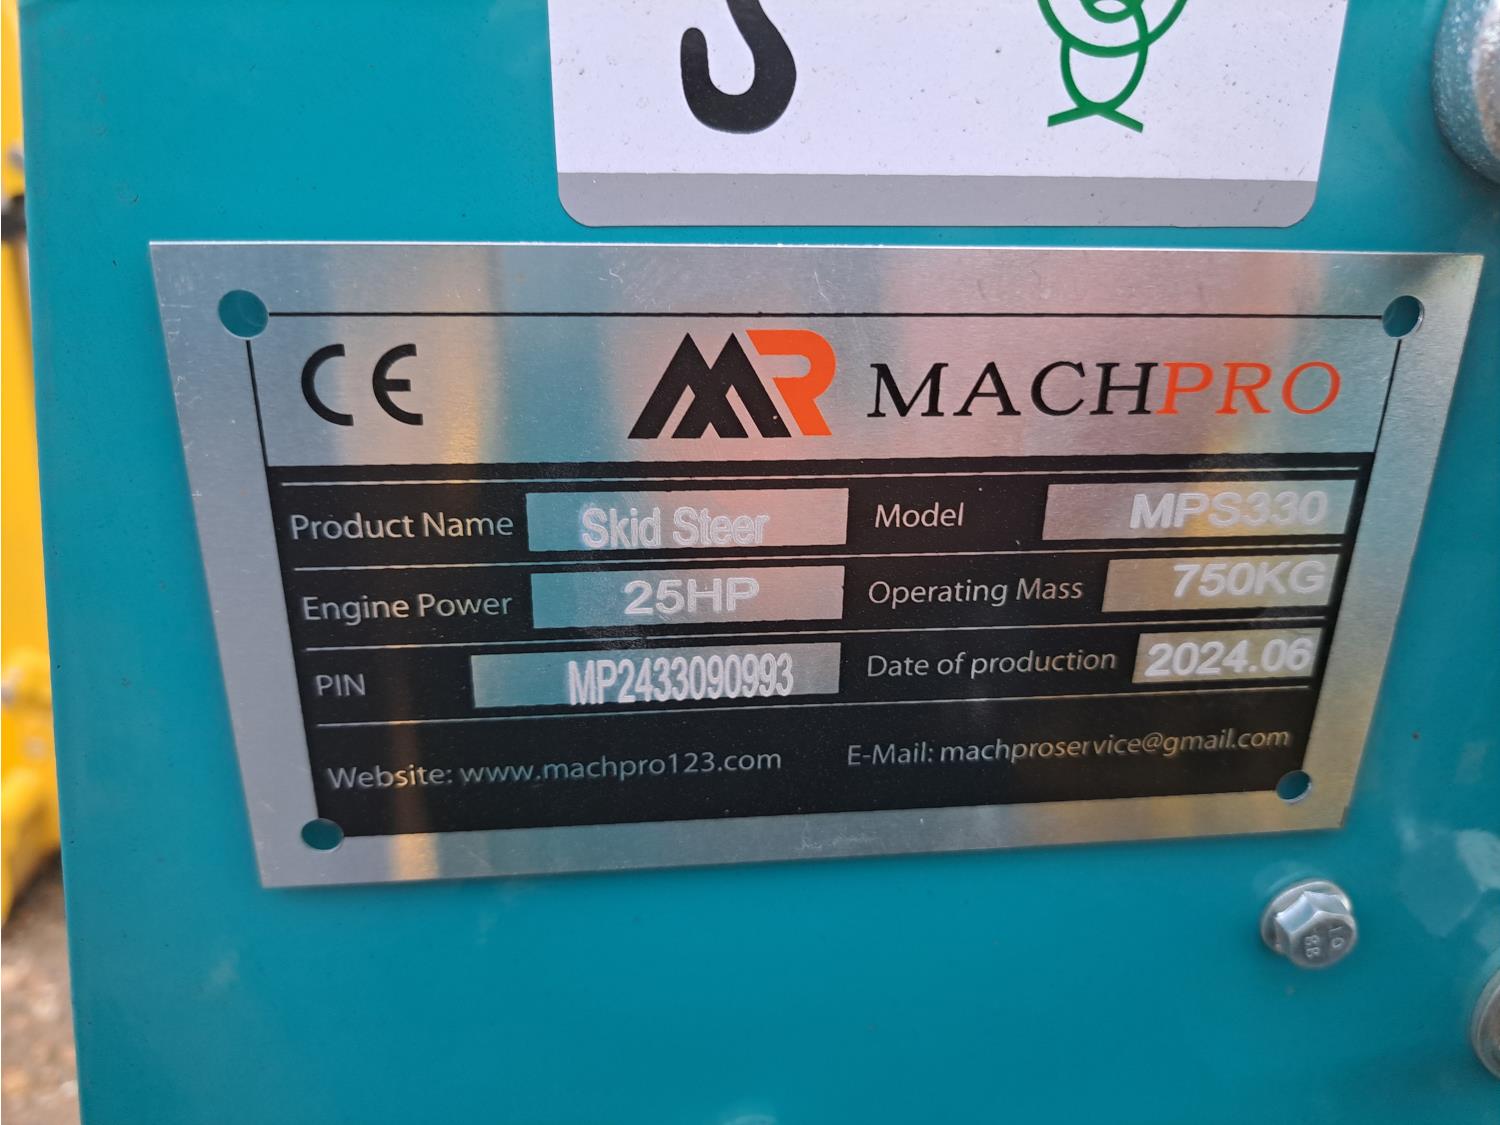 CE MR MACHPRO
Product Name Skid Steer Model MPS330
Engine Power 25HP Operating Mass 750KG
PIN MP2433090993 Date of production 2024.06
Website: www.machpro123.com E-Mail: machproservice@gmail.com